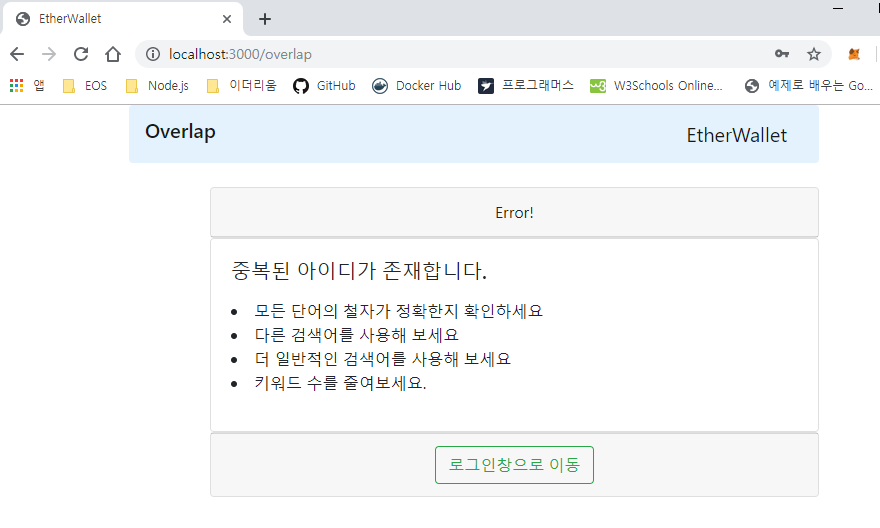 EtherWallet
localhost:3000/overlap
앱 EOS Node.js 이더리움 GitHub Docker Hub 프로그래머스 W3Schools Online... 예제로 배우는 Go...
Overlap EtherWallet
Error!
중복된 아이디가 존재합니다.
모든 단어의 철자가 정확한지 확인하세요
다른 검색어를 사용해 보세요
더 일반적인 검색어를 사용해 보세요
키워드 수를 줄여보세요.
로그인창으로 이동